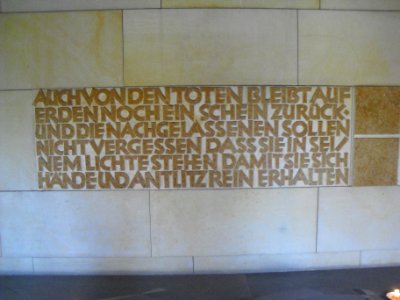 AUCH VON DEN TOTEN BLEIBT AUF
ERDEN NOCH EIN SCHEIN ZURÜCK·
UND DIE NACHGELASSENEN SOLLEN
NICHT VERGESSEN DASS SIE IN SEI/
NEM LICHTE STEHEN DAMIT SIE SICH
HÄNDE UND ANTLITZ REIN ERHALTEN